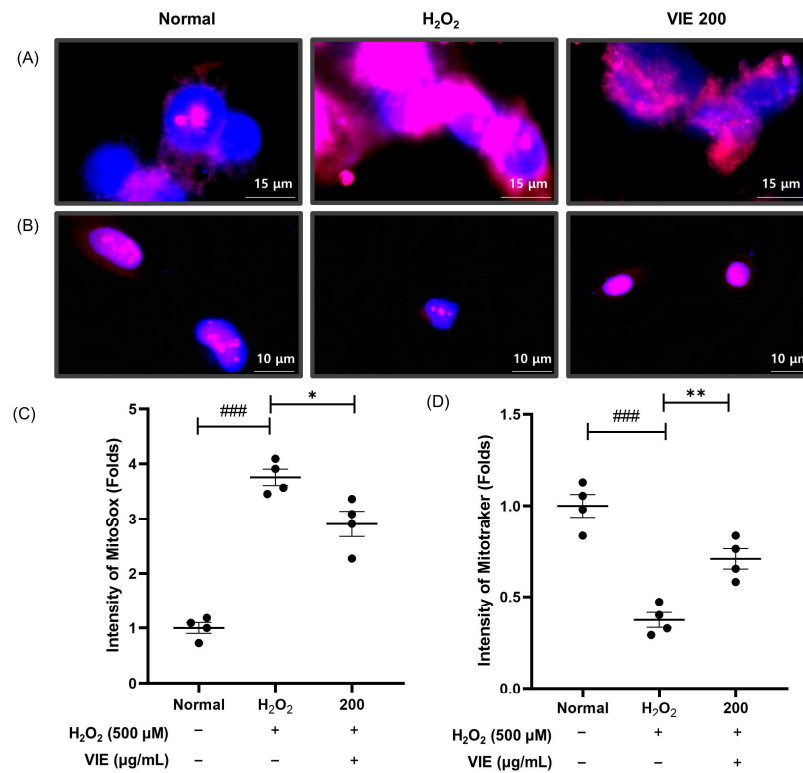 Normal H₂O₂ VIE 200
(A)
15 µm 15 µm 15 µm
(B)
10 µm 10 µm 10 µm
(C)
Intensity of MitoSox (Folds)
5
4
3
2
1
0
### *
Normal H₂O₂ 200
H₂O₂ (500 µM) – + +
VIE (µg/mL) – – +
(D)
Intensity of Mitotraker (Folds)
1.5
1.0
0.5
0.0
### **
Normal H₂O₂ 200
H₂O₂ (500 µM) – + +
VIE (µg/mL) – – +